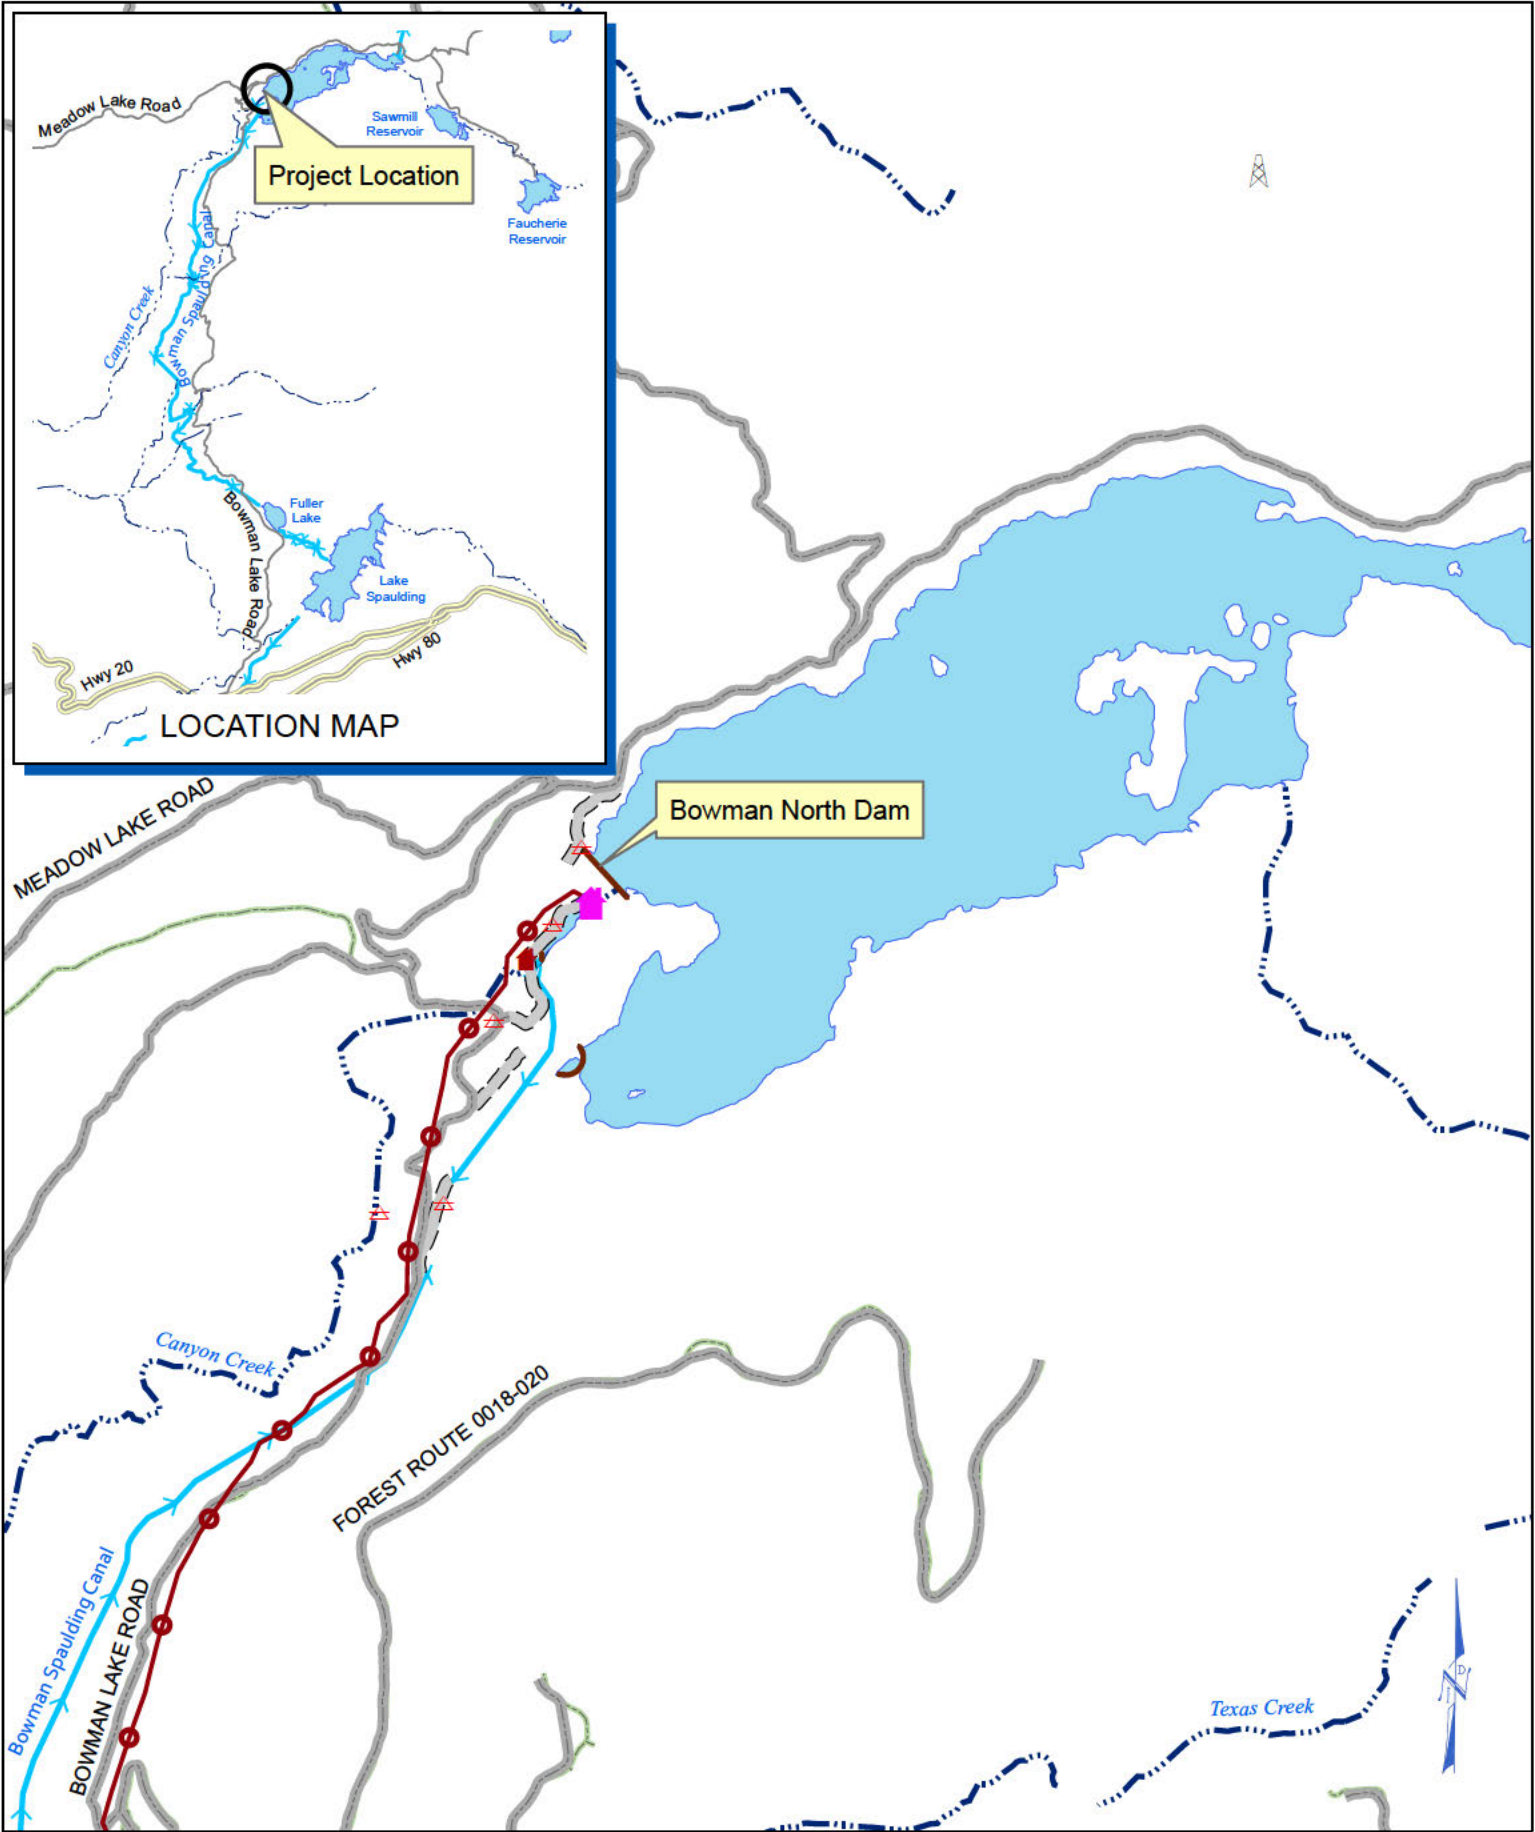 Meadow Lake Road
Sawmill
Reservoir
Project Location
Faucherie
Reservoir
Canyon Creek
Bowman Spaulding Canal
Fuller
Lake
Bowman Lake Road
Lake
Spaulding
Hwy 20
Hwy 80
LOCATION MAP
MEADOW LAKE ROAD
Bowman North Dam
Canyon Creek
FOREST ROUTE 0018-020
Bowman Spaulding Canal
BOWMAN LAKE ROAD
Texas Creek
N I D